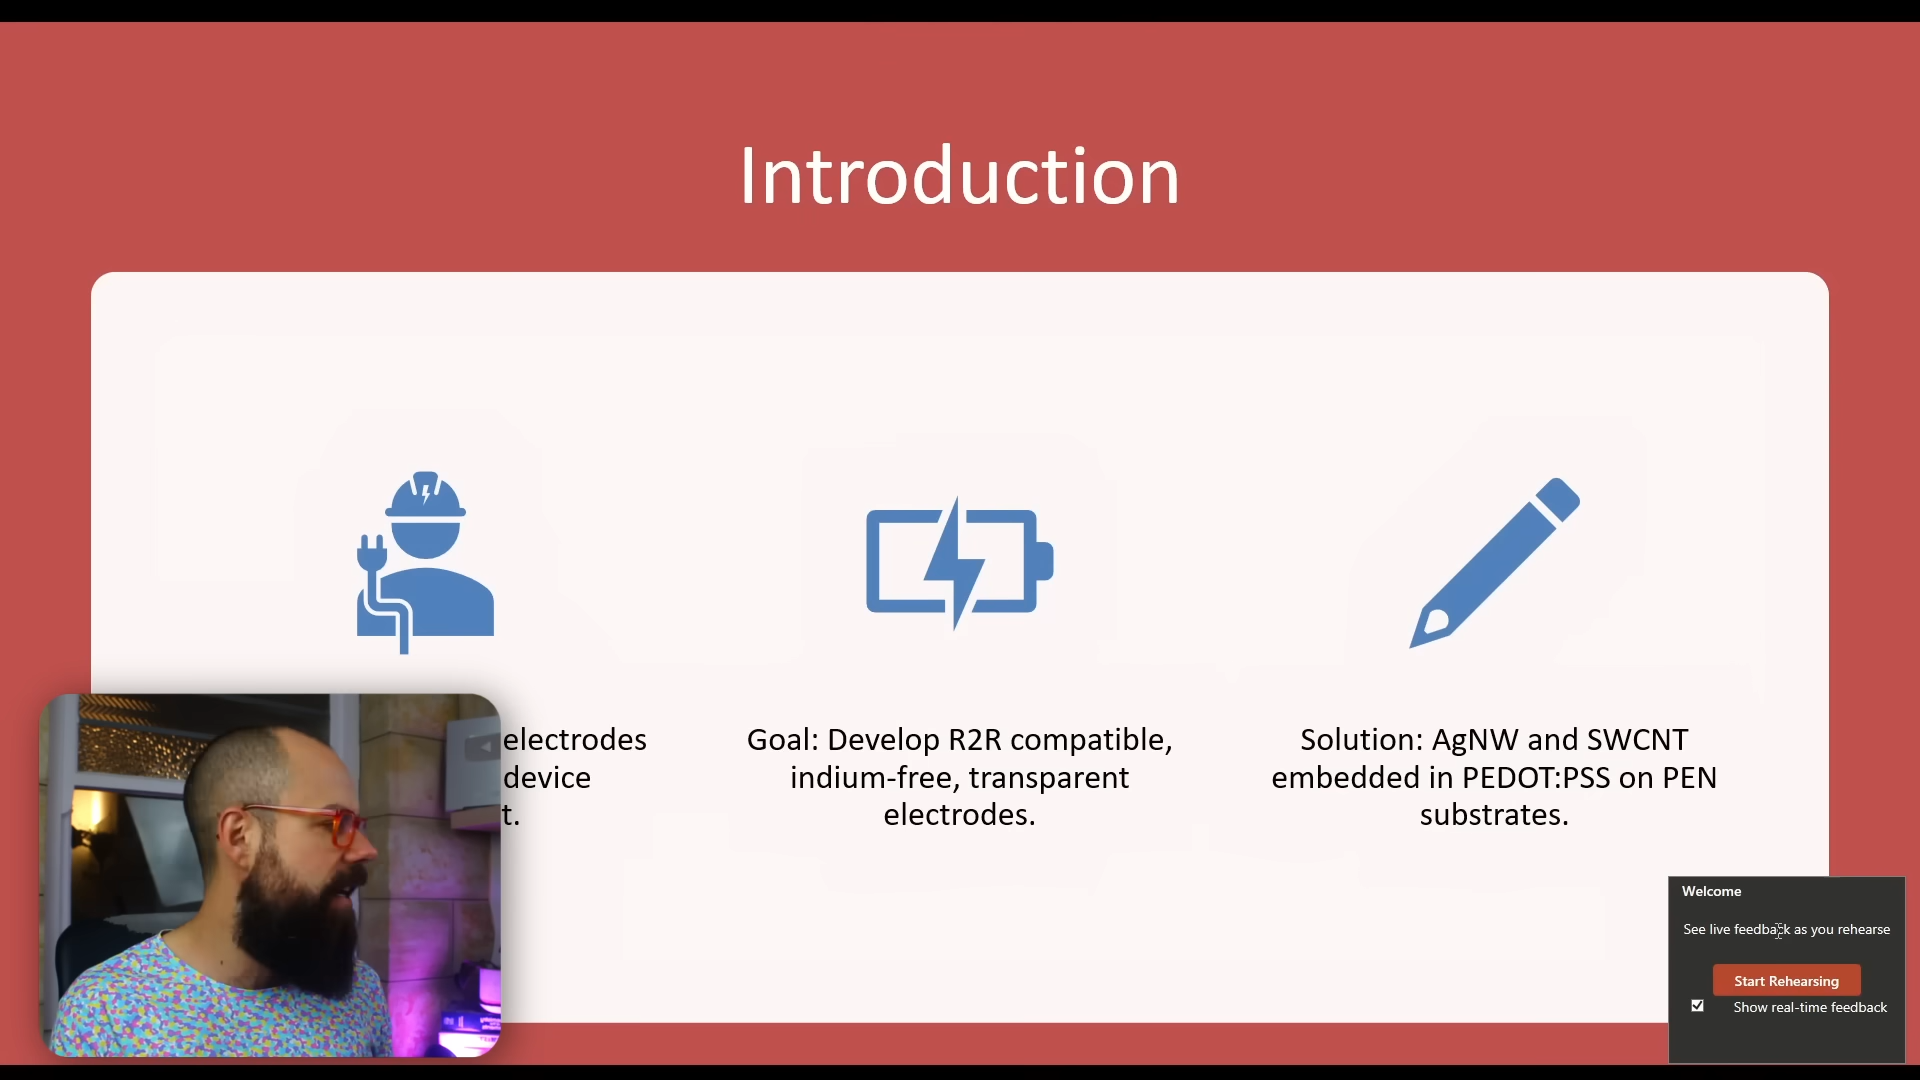 Introduction
electrodes
device
t.
Goal: Develop R2R compatible,
indium-free, transparent
electrodes.
Solution: AgNW and SWCNT
embedded in PEDOT:PSS on PEN
substrates.
Welcome
See live feedback as you rehearse
Start Rehearsing
Show real-time feedback